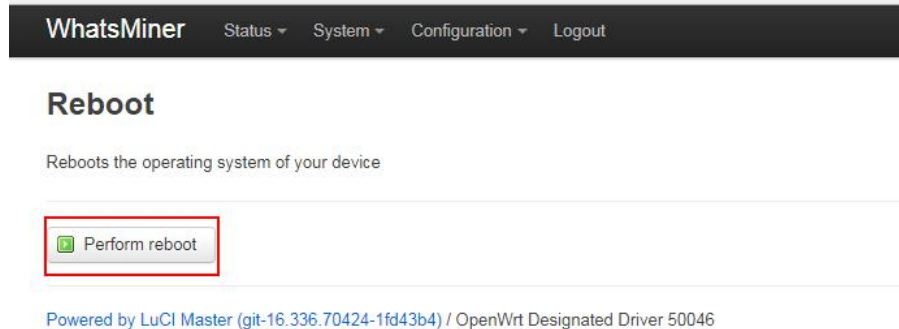 WhatsMiner Status System Configuration Logout
Reboot
Reboots the operating system of your device
Perform reboot
Powered by LuCI Master (git-16.336.70424-1fd43b4) / OpenWrt Designated Driver 50046